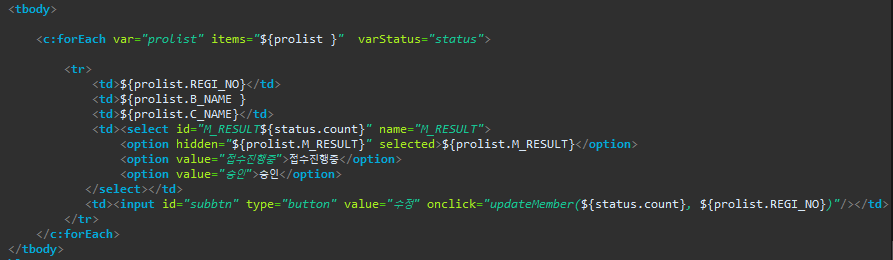 <tbody>
<c:forEach var="prolist" items="${prolist }"  varStatus="status">
<tr>
<td>${prolist.REGI_NO}</td>
<td>${prolist.B_NAME }
<td>${prolist.C_NAME}</td>
<td><select id="M_RESULT${status.count}" name="M_RESULT">
<option hidden="${prolist.M_RESULT}" selected>${prolist.M_RESULT}</option>
<option value="접수진행중">접수진행중</option>
<option value="승인">승인</option>
</select></td>
<td><input id="subbtn" type="button" value="수정" onclick="updateMember(${status.count}, ${prolist.REGI_NO})"/></td>
</tr>
</c:forEach>
</tbody>